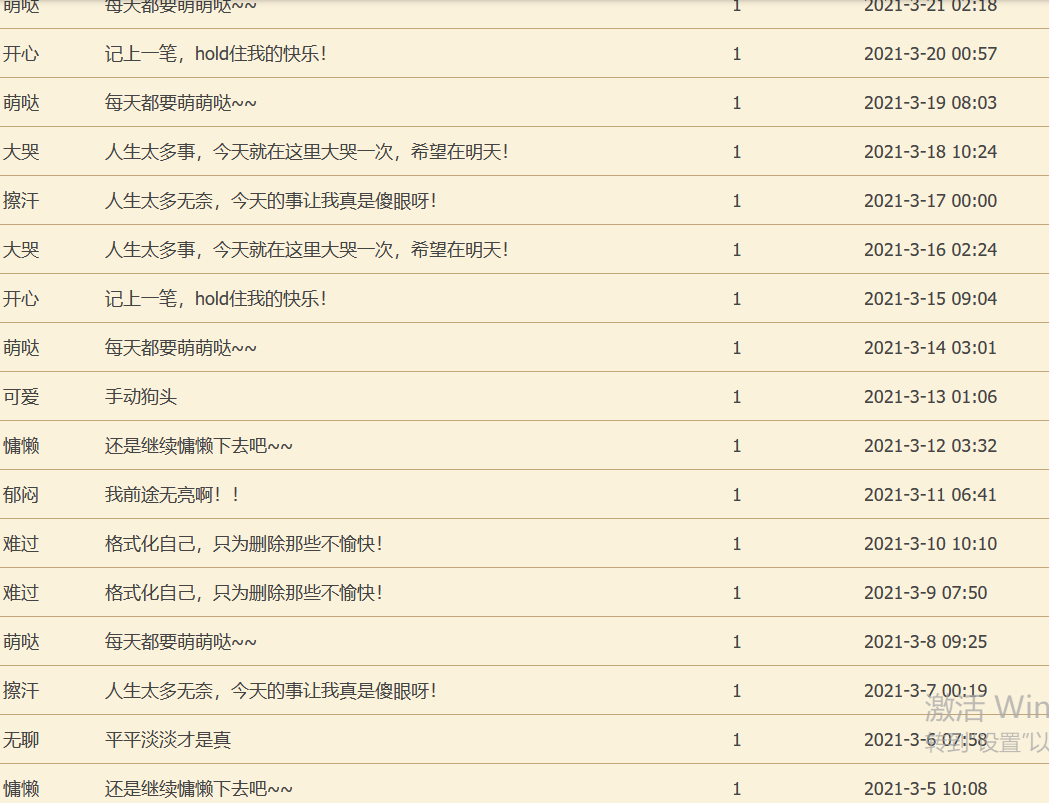 萌哒 每天都要萌萌哒~~ 1 2021-3-21 02:18
开心 记上一笔，hold住我的快乐！ 1 2021-3-20 00:57
萌哒 每天都要萌萌哒~~ 1 2021-3-19 08:03
大哭 人生太多事，今天就在这里大哭一次，希望在明天！ 1 2021-3-18 10:24
擦汗 人生太多无奈，今天的事让我真是傻眼呀！ 1 2021-3-17 00:00
大哭 人生太多事，今天就在这里大哭一次，希望在明天！ 1 2021-3-16 02:24
开心 记上一笔，hold住我的快乐！ 1 2021-3-15 09:04
萌哒 每天都要萌萌哒~~ 1 2021-3-14 03:01
可爱 手动狗头 1 2021-3-13 01:06
慵懒 还是继续慵懒下去吧~~ 1 2021-3-12 03:32
郁闷 我前途无亮啊！！ 1 2021-3-11 06:41
难过 格式化自己，只为删除那些不愉快！ 1 2021-3-10 10:10
难过 格式化自己，只为删除那些不愉快！ 1 2021-3-9 07:50
萌哒 每天都要萌萌哒~~ 1 2021-3-8 09:25
擦汗 人生太多无奈，今天的事让我真是傻眼呀！ 1 2021-3-7 00:19
激活 Win
无聊 平平淡淡才是真 1 2021-3-6 07:58
转到"设置"以
慵懒 还是继续慵懒下去吧~~ 1 2021-3-5 10:08